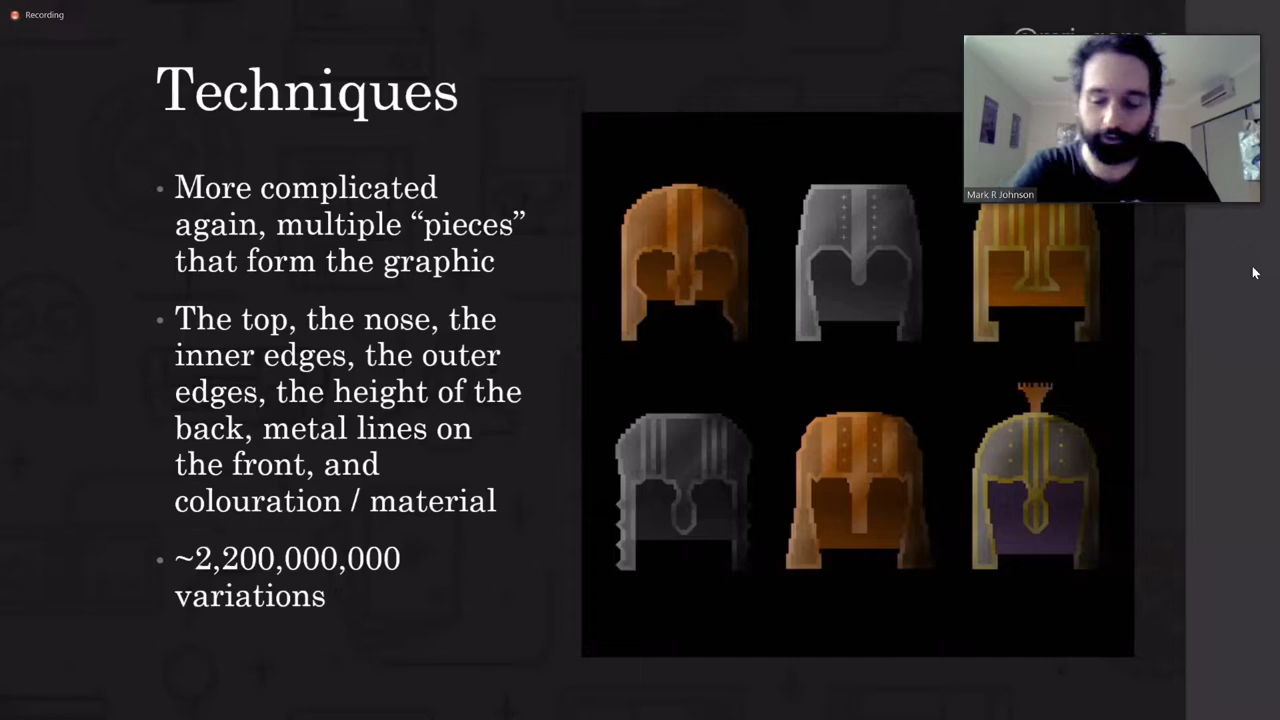 Recording
Techniques
• More complicated
again, multiple “pieces”
that form the graphic
• The top, the nose, the
inner edges, the outer
edges, the height of the
back, metal lines on
the front, and
colouration / material
• ~2,200,000,000
variations
Mark R Johnson